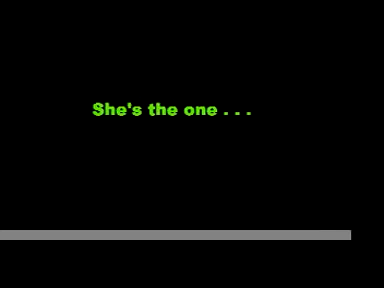 She's the one . . .